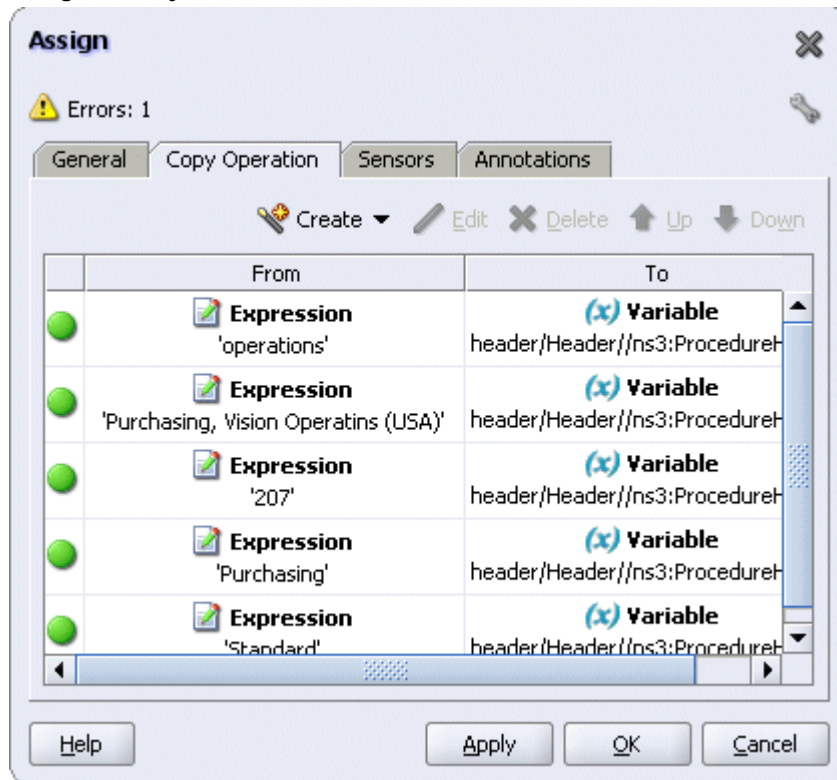 Assign
Errors: 1
General Copy Operation Sensors Annotations
Create Edit Delete Up Down
From To
Expression (x) Variable
'operations' header/Header//ns3:ProcedureH
Expression (x) Variable
'Purchasing, Vision Operatins (USA)' header/Header//ns3:ProcedureH
Expression (x) Variable
'207' header/Header//ns3:ProcedureH
Expression (x) Variable
'Purchasing' header/Header//ns3:ProcedureH
Expression (x) Variable
'Standard' header/Header//ns3:ProcedureH
Help Apply OK Cancel